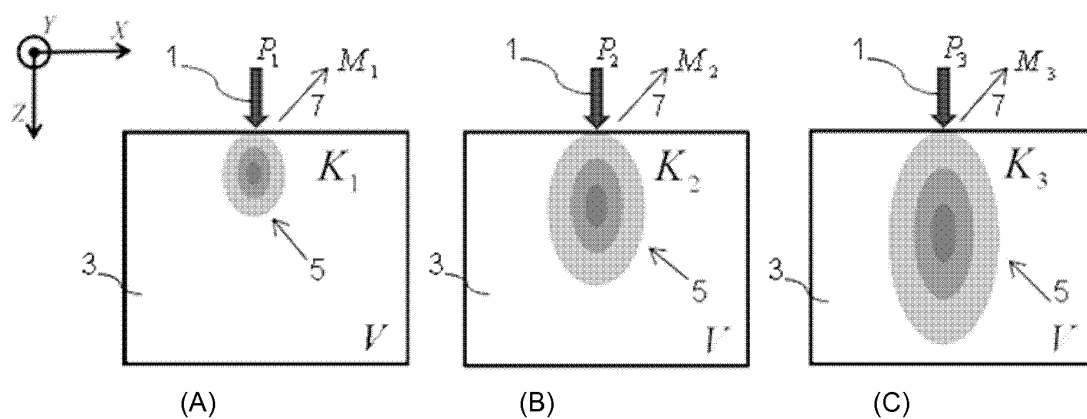 Y X Z
1 P1 M1 7 K1 5 3 V
1 P2 M2 7 K2 5 3 V
1 P3 M3 7 K3 5 3 V
(A) (B) (C)